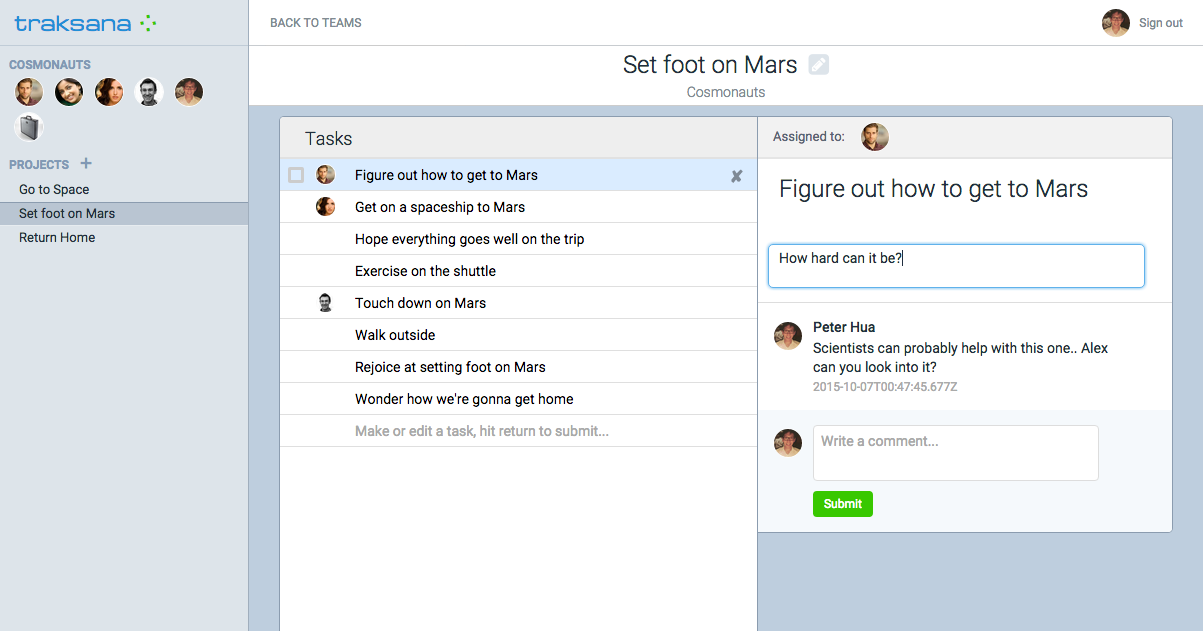 traksana
BACK TO TEAMS
Sign out
COSMONAUTS
PROJECTS +
Go to Space
Set foot on Mars
Return Home
Set foot on Mars
Cosmonauts
Tasks
Figure out how to get to Mars
Get on a spaceship to Mars
Hope everything goes well on the trip
Exercise on the shuttle
Touch down on Mars
Walk outside
Rejoice at setting foot on Mars
Wonder how we're gonna get home
Make or edit a task, hit return to submit...
Assigned to:
Figure out how to get to Mars
How hard can it be?
Peter Hua
Scientists can probably help with this one.. Alex
can you look into it?
2015-10-07T00:47:45.677Z
Write a comment...
Submit